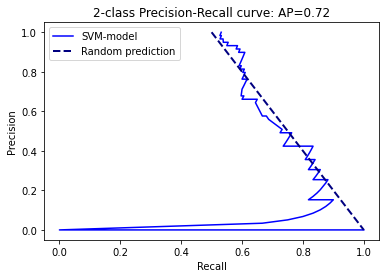 2-class Precision-Recall curve: AP=0.72
SVM-model
Random prediction
Precision
1.0
0.8
0.6
0.4
0.2
0.0
0.0 0.2 0.4 0.6 0.8 1.0
Recall